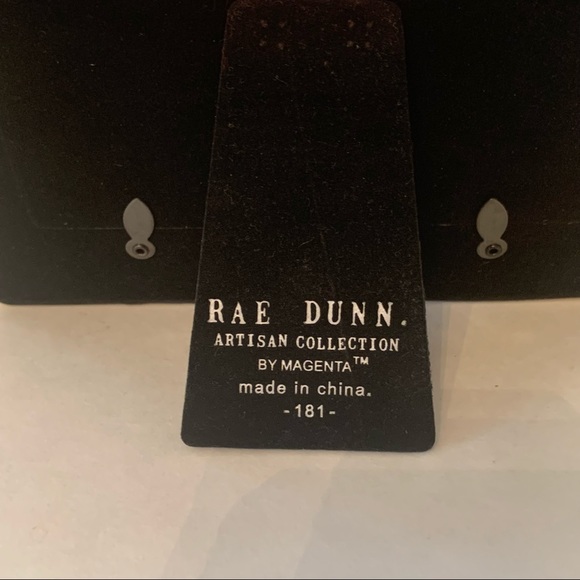 RAE DUNN.
ARTISAN COLLECTION
BY MAGENTA™
made in china.
-181-